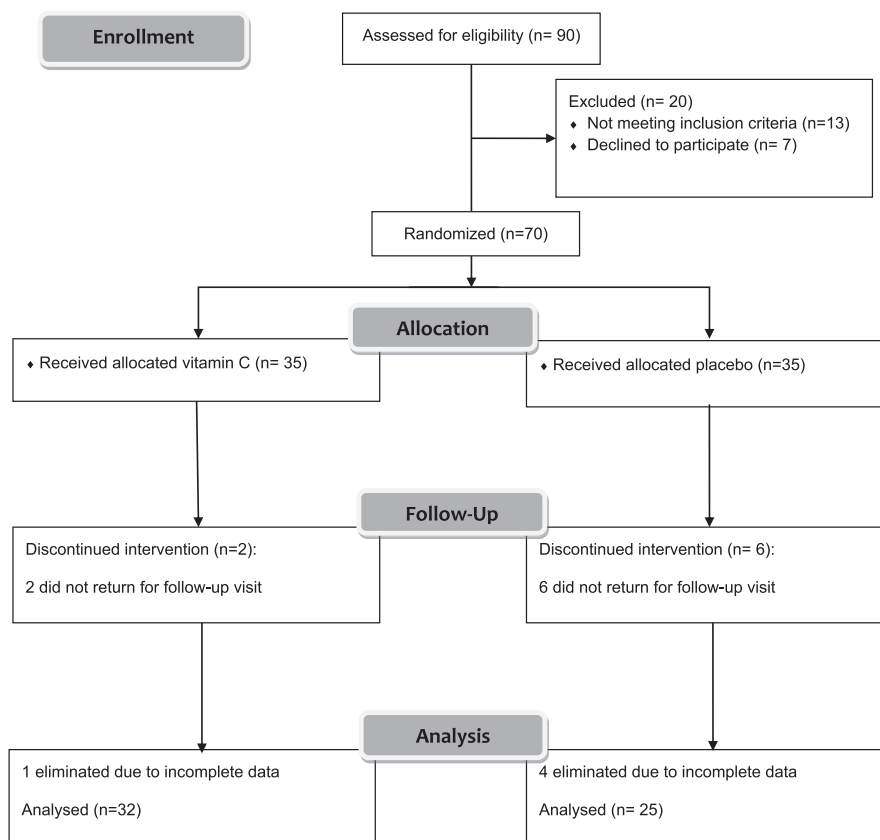 Enrollment
Assessed for eligibility (n= 90)
Excluded (n= 20)
♦ Not meeting inclusion criteria (n=13)
♦ Declined to participate (n= 7)
Randomized (n=70)
Allocation
♦ Received allocated vitamin C (n= 35)
♦ Received allocated placebo (n=35)
Follow-Up
Discontinued intervention (n=2):
2 did not return for follow-up visit
Discontinued intervention (n= 6):
6 did not return for follow-up visit
Analysis
1 eliminated due to incomplete data
Analysed (n=32)
4 eliminated due to incomplete data
Analysed (n= 25)